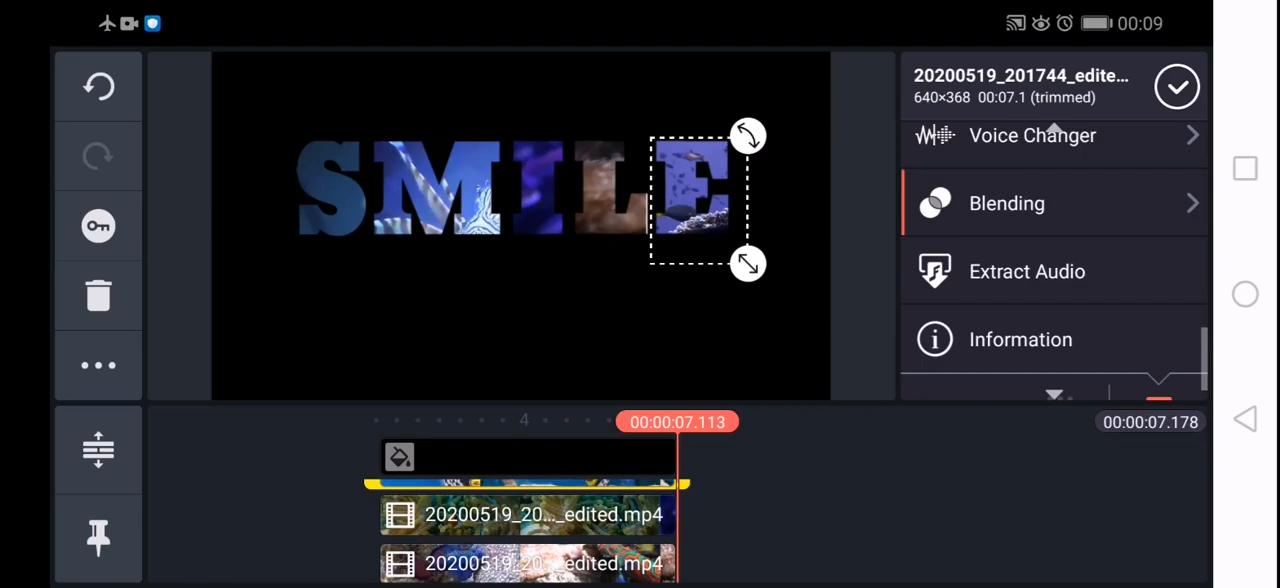 00:09
20200519_201744_edite...
640×368 00:07.1 (trimmed)
Voice Changer
Blending
Extract Audio
Information
SMILE
4
00:00:07.113
00:00:07.178
20200519_20..._edited.mp4
20200519_20..._edited.mp4